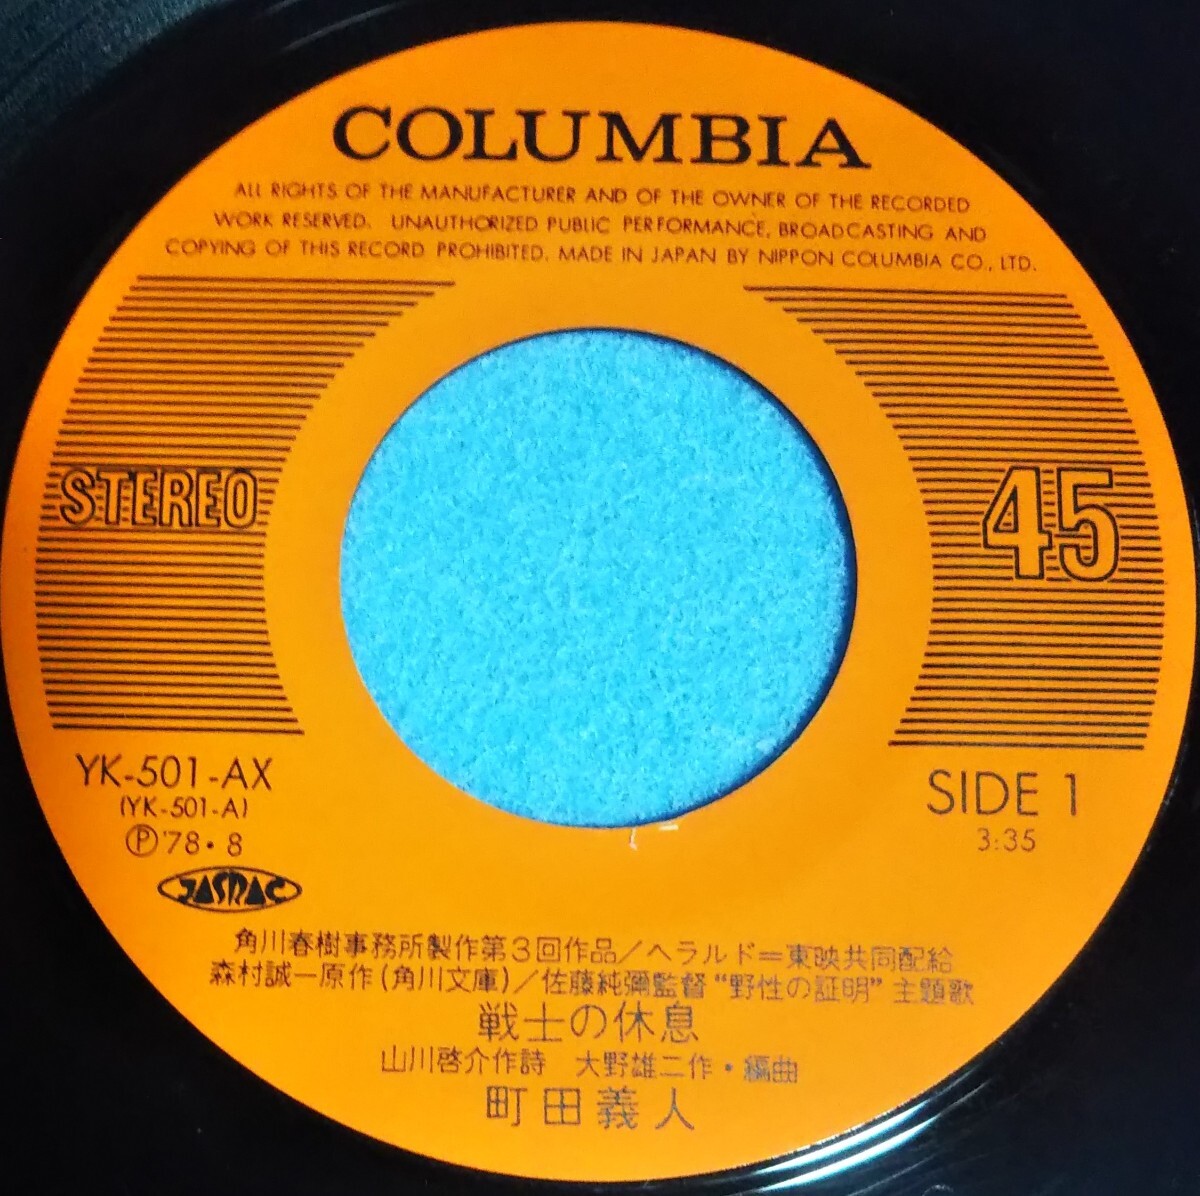 COLUMBIA
ALL RIGHTS OF THE MANUFACTURER AND OF THE OWNER OF THE RECORDED
WORK RESERVED. UNAUTHORIZED PUBLIC PERFORMANCE, BROADCASTING AND
COPYING OF THIS RECORD PROHIBITED. MADE IN JAPAN BY NIPPON COLUMBIA CO., LTD.
STEREO
45
YK-501-AX
(YK-501-A)
Ⓟ'78・8
JASRAC
SIDE 1
3:35
角川春樹事務所製作第3回作品/ヘラルド=東映共同配給
森村誠一原作(角川文庫)/佐藤純彌監督“野性の証明”主題歌
戦士の休息
山川啓介作詩 大野雄二作・編曲
町田義人